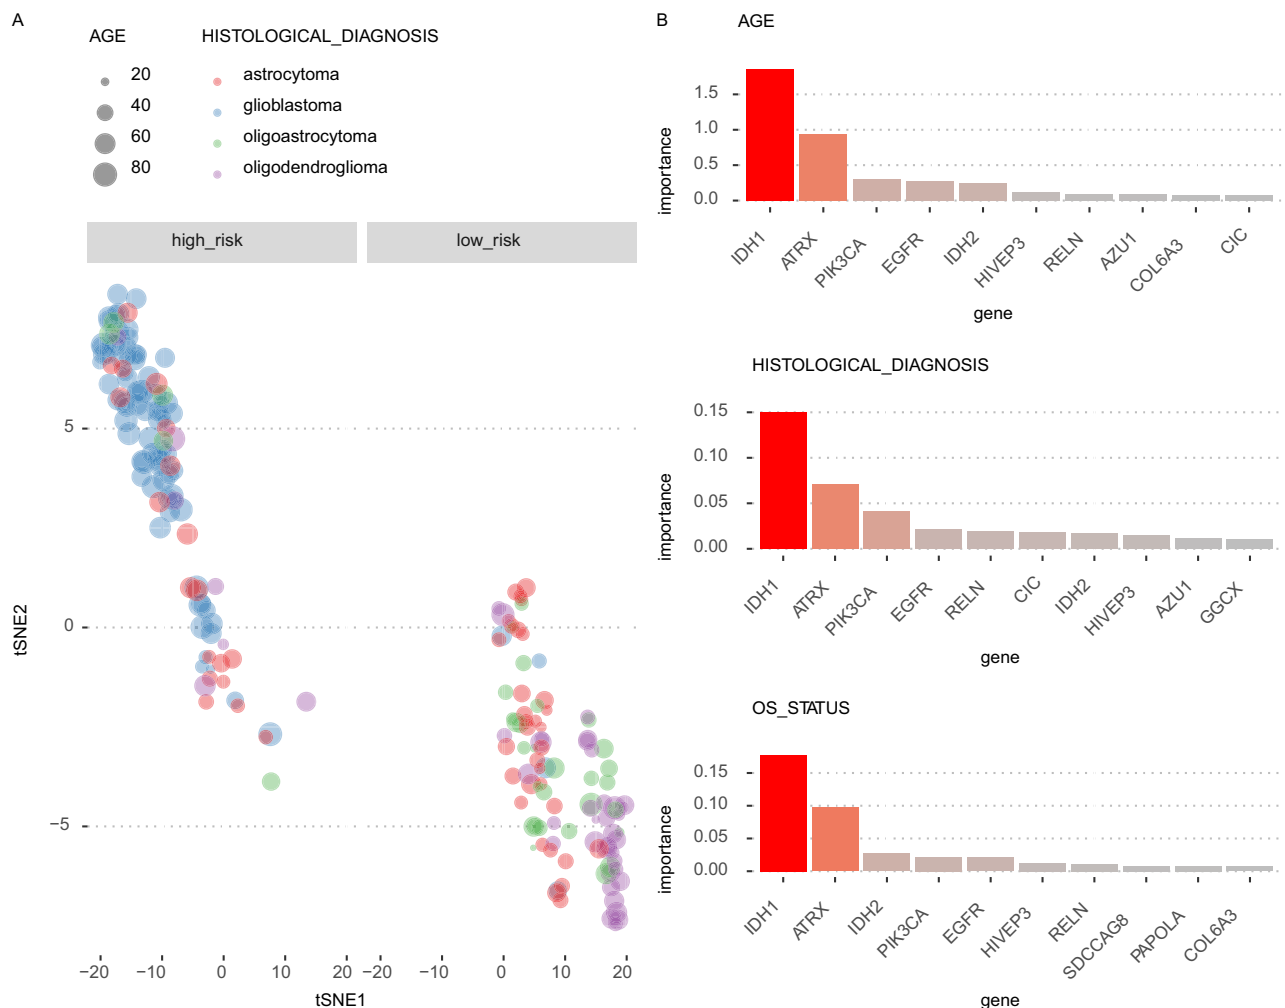 A
AGE
20
40
60
80
HISTOLOGICAL_DIAGNOSIS
astrocytoma
glioblastoma
oligoastrocytoma
oligodendroglioma
high_risk
low_risk
5
0
−5
tSNE2
−20 −10 0 10 20 −20 −10 0 10 20
tSNE1
B
AGE
1.5
1.0
0.5
0.0
importance
IDH1 ATRX PIK3CA EGFR IDH2 HIVEP3 RELN AZU1 COL6A3 CIC
gene
HISTOLOGICAL_DIAGNOSIS
0.15
0.10
0.05
0.00
importance
IDH1 ATRX PIK3CA EGFR RELN CIC IDH2 HIVEP3 AZU1 GGCX
gene
OS_STATUS
0.15
0.10
0.05
0.00
importance
IDH1 ATRX IDH2 PIK3CA EGFR HIVEP3 RELN SDCCAG8 PAPOLA COL6A3
gene